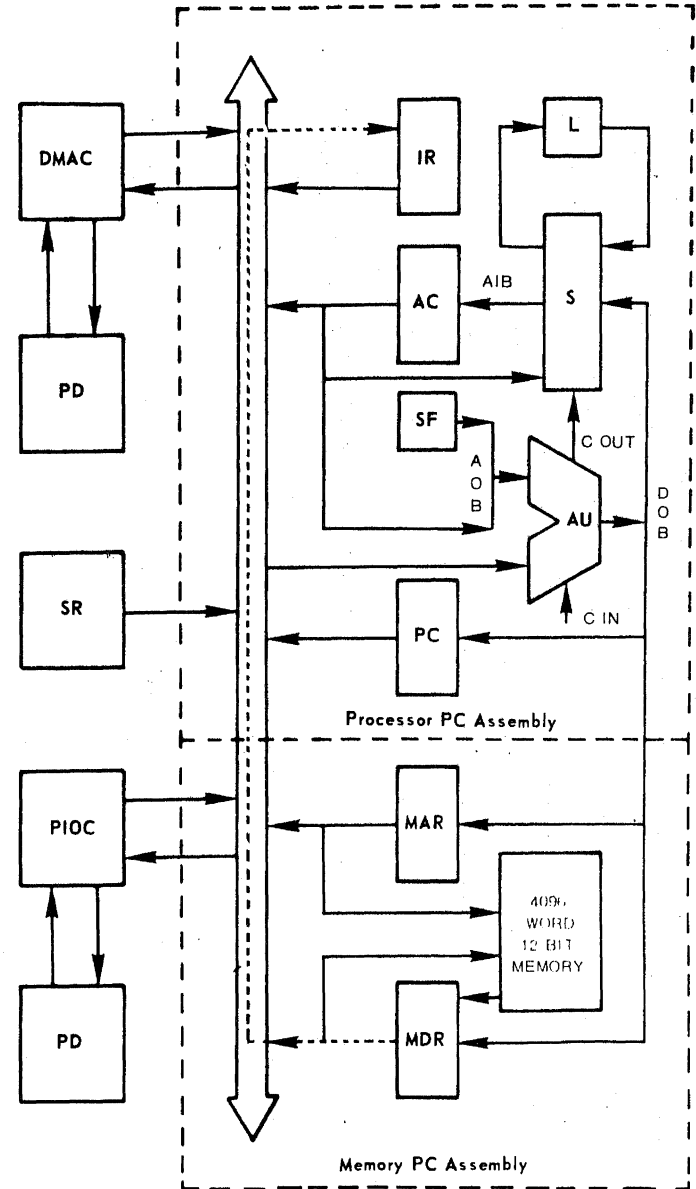 DMAC
IR
L
AC
AIB
S
PD
SF
C OUT
A
O
B
AU
D
O
B
SR
PC
C IN
Processor PC Assembly
PIOC
MAR
4096
WORD
12 BIT
MEMORY
PD
MDR
Memory PC Assembly